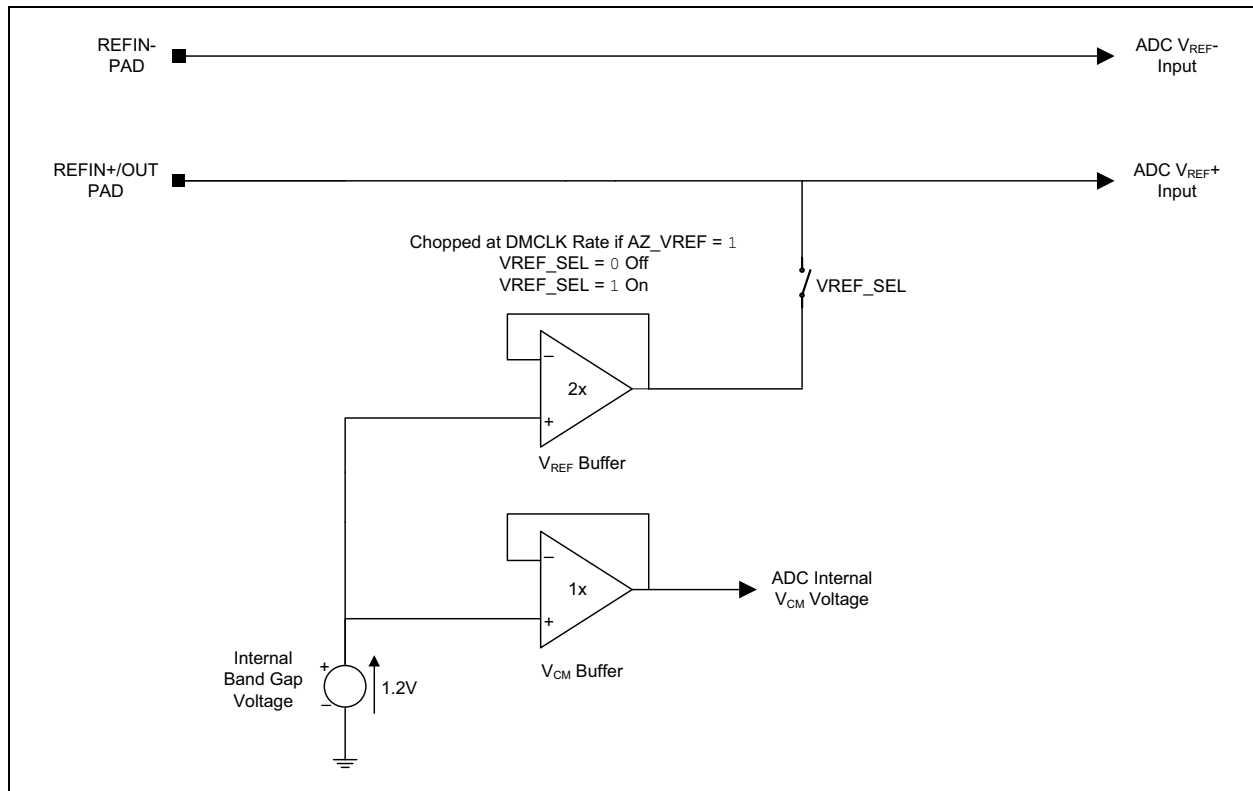 REFIN-
PAD
ADC VREF-
Input
REFIN+/OUT
PAD
ADC VREF+
Input
Chopped at DMCLK Rate if AZ_VREF = 1
VREF_SEL = 0 Off
VREF_SEL = 1 On
VREF_SEL
–
2x
+
VREF Buffer
–
1x
+
ADC Internal
VCM Voltage
VCM Buffer
Internal
Band Gap
Voltage
+
–
1.2V